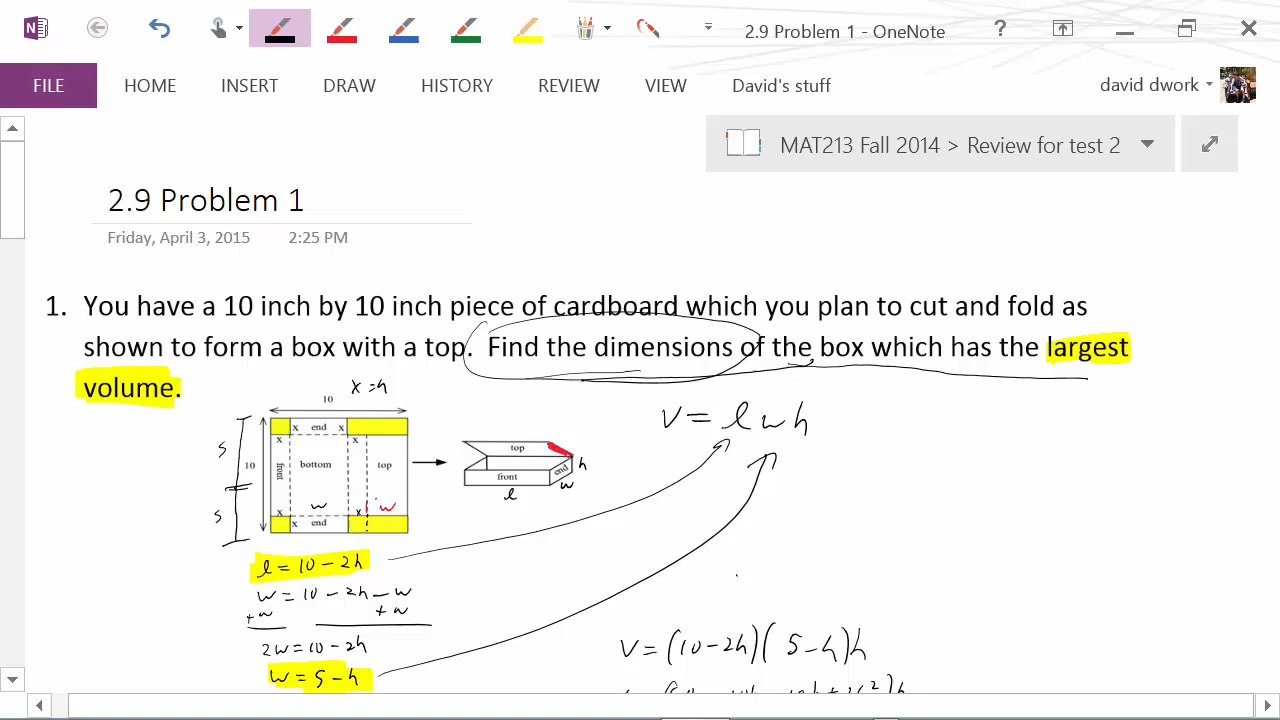 2.9 Problem 1 - OneNote
?
FILE HOME INSERT DRAW HISTORY REVIEW VIEW David's stuff david dwork
MAT213 Fall 2014 > Review for test 2
2.9 Problem 1
Friday, April 3, 2015 2:25 PM
1. You have a 10 inch by 10 inch piece of cardboard which you plan to cut and fold as
shown to form a box with a top. Find the dimensions of the box which has the largest
volume.
x = h
10
V = l w h
x end x
x x
5
10
front
bottom
top
top
front
end
h
w
l
5
w
w
x x
x end
l = 10 - 2h
w = 10 - 2h - w
+w +w
2w = 10 - 2h
w = 5 - h
V = (10 - 2h)(5 - h)h